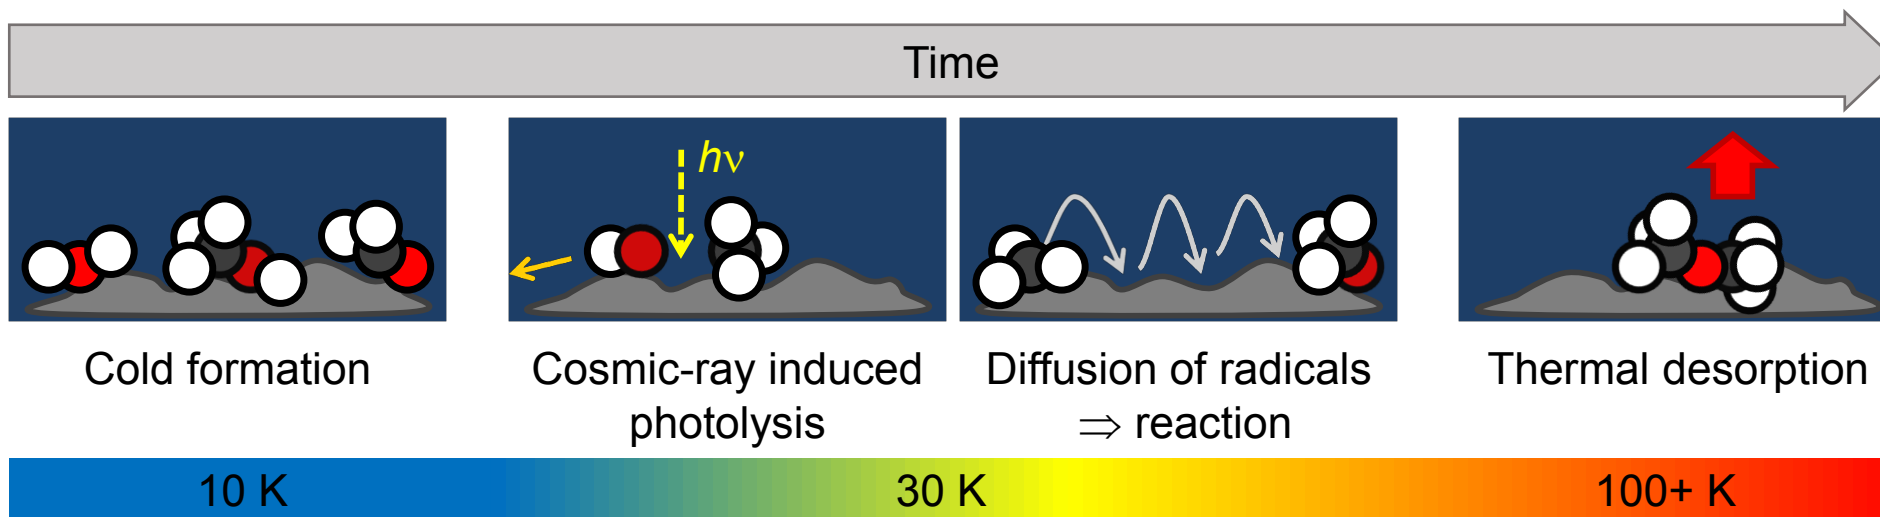 Time
hν
Cold formation
Cosmic-ray induced
photolysis
Diffusion of radicals
⇒ reaction
Thermal desorption
10 K
30 K
100+ K